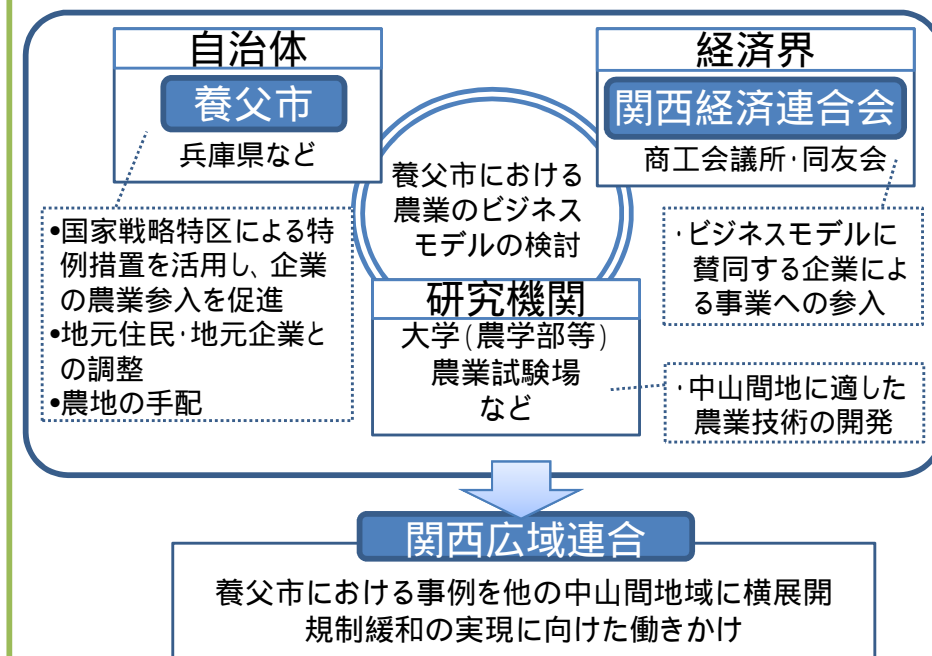 自治体
養父市
兵庫県など
経済界
関西経済連合会
商工会議所・同友会
養父市における
農業のビジネス
モデルの検討
•国家戦略特区による特
例措置を活用し、企業
の農業参入を促進
•地元住民・地元企業と
の調整
•農地の手配
・ビジネスモデルに
賛同する企業によ
る事業への参入
研究機関
大学(農学部等)
農業試験場
など
・中山間地に適した
農業技術の開発
関西広域連合
養父市における事例を他の中山間地域に横展開
規制緩和の実現に向けた働きかけ